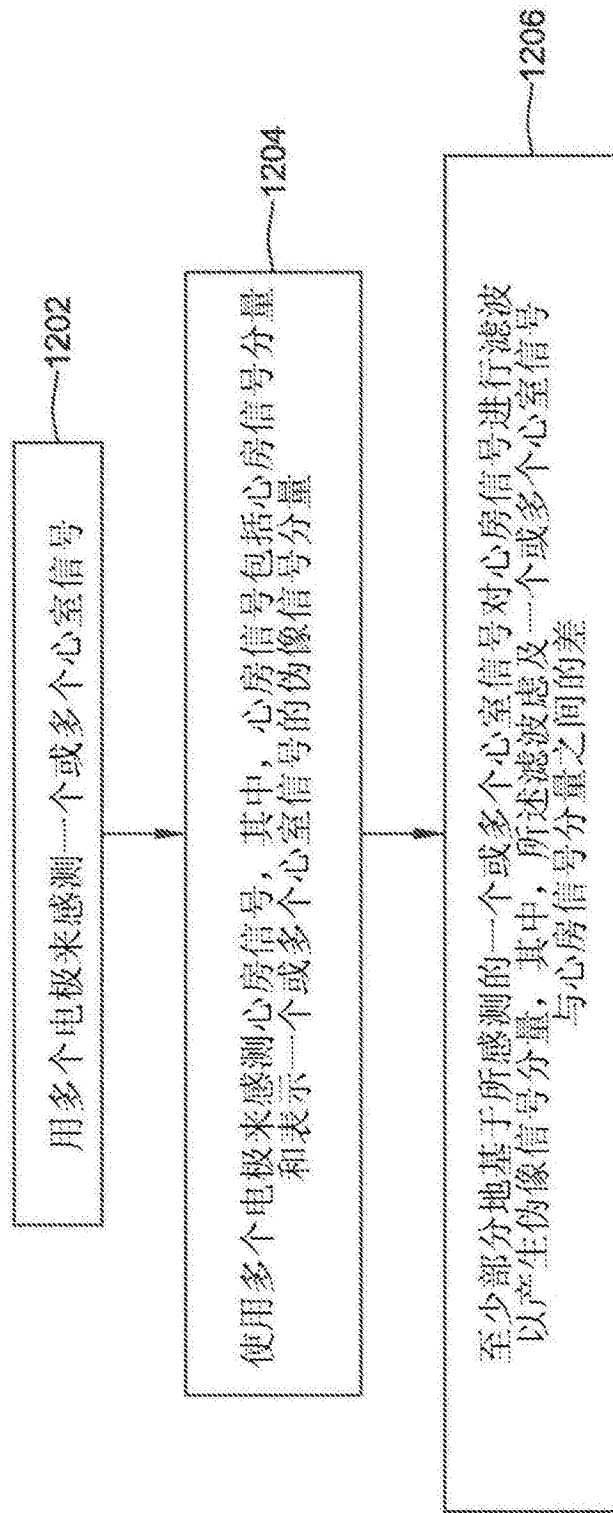 1202
用多个电极来感测一个或多个心室信号
1204
使用多个电极来感测心房信号，其中，心房信号包括心房信号分量
和表示一个或多个心室信号的伪像信号分量
1206
至少部分地基于所感测的一个或多个心室信号对心房信号进行滤波
以产生伪像信号分量，其中，所述滤波虑及一个或多个心室信号
与心房信号分量之间的差